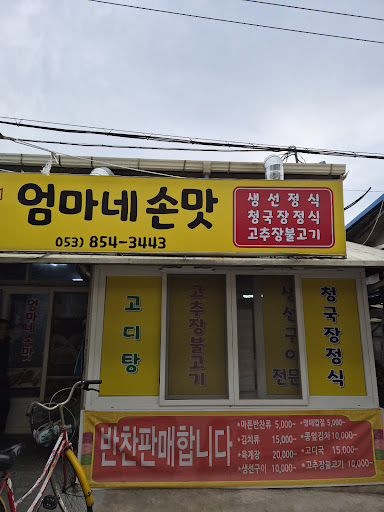 엄마네 손맛
053) 854-3443
생선정식
청국장정식
고추장불고기
엄마네손맛
고디탕
고추장불고기
생선구이 전문
청국장정식
반찬판매합니다
*마른반찬류 5,000~
*김치류 15,000~
*육계장 20,000~
*생선구이 10,000~
*명태껍질 5,000~
*콩잎김치 10,000~
*고디국 15,000~
*고추장불고기 10,000~